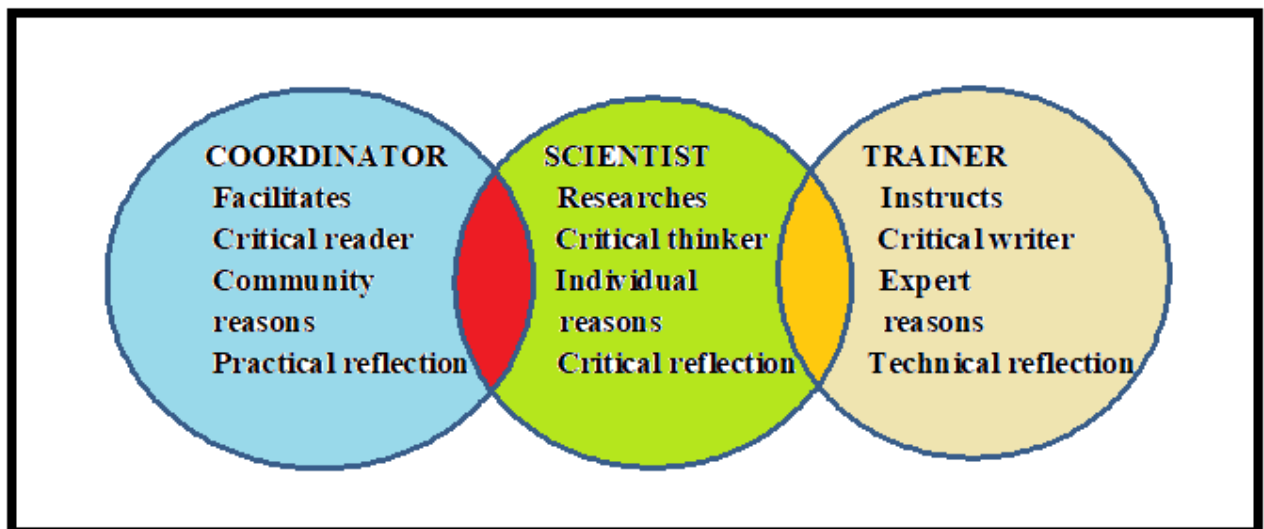 COORDINATOR
Facilitates
Critical reader
Community
reasons
Practical reflection
SCIENTIST
Researches
Critical thinker
Individual
reasons
Critical reflection
TRAINER
Instructs
Critical writer
Expert
reasons
Technical reflection